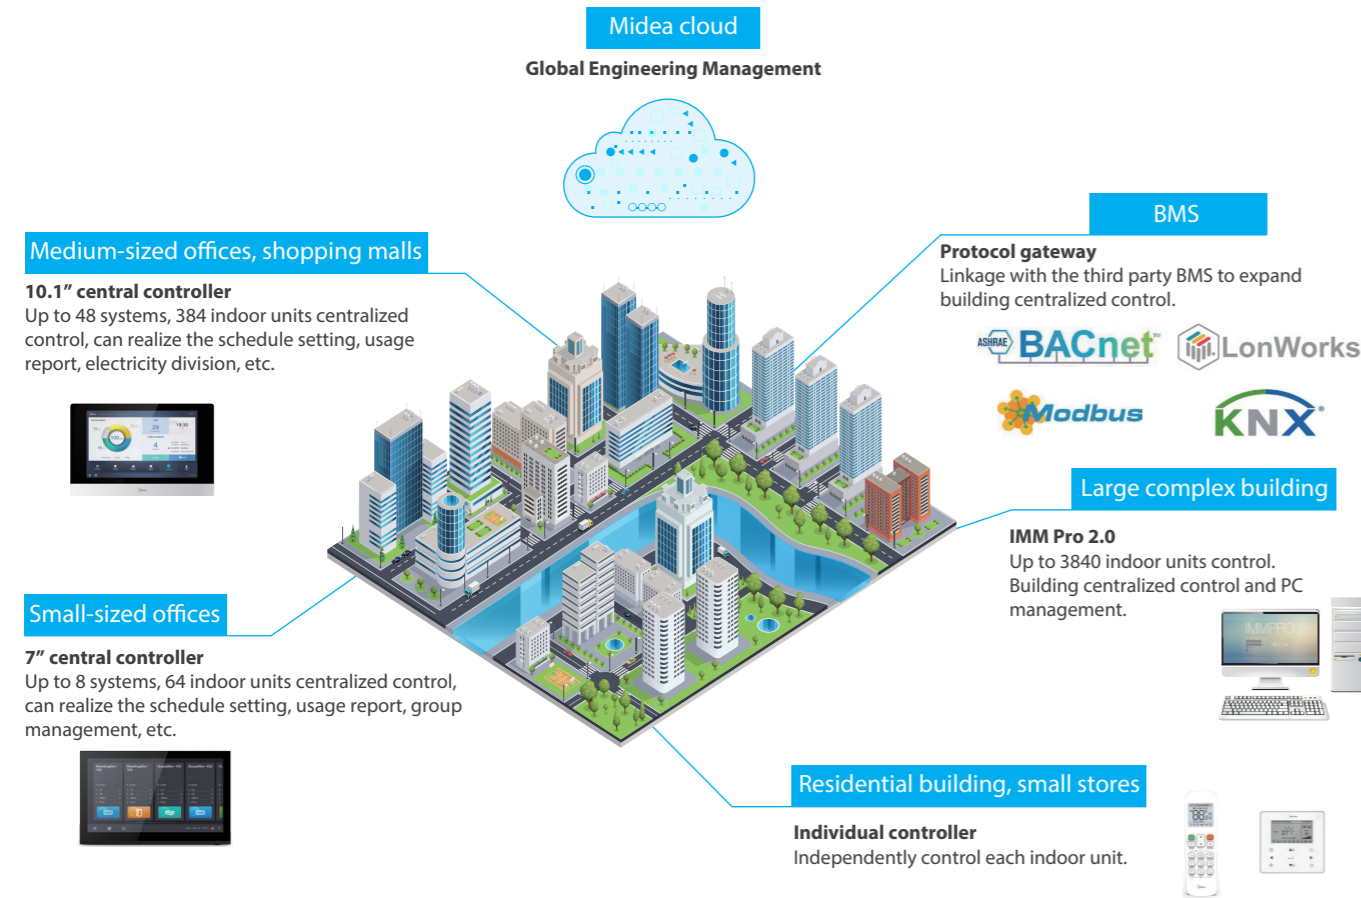 Midea cloud
Global Engineering Management
BMS
Protocol gateway
Linkage with the third party BMS to expand
building centralized control.
ASHRAE BACnet™
LonWorks
Modbus
KNX®
Medium-sized offices, shopping malls
10.1” central controller
Up to 48 systems, 384 indoor units centralized
control, can realize the schedule setting, usage
report, electricity division, etc.
Large complex building
IMM Pro 2.0
Up to 3840 indoor units control.
Building centralized control and PC
management.
IMMPRO
Small-sized offices
7” central controller
Up to 8 systems, 64 indoor units centralized control,
can realize the schedule setting, usage report, group
management, etc.
Residential building, small stores
Individual controller
Independently control each indoor unit.